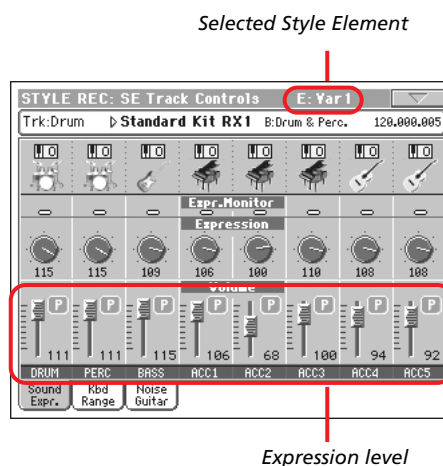 Selected Style Element
STYLE REC: SE Track Controls E: Var1
Trk:Drum Standard Kit RX1 B:Drum & Perc. 120.000.005
Expr.Monitor
Expression
115 115 109 106 100 110 108 108
Volume
P P P P P P P P
111 111 115 106 68 100 94 92
DRUM PERC BASS ACC1 ACC2 ACC3 ACC4 ACC5
Sound Kbd Noise
Expr. Range Guitar
Expression level